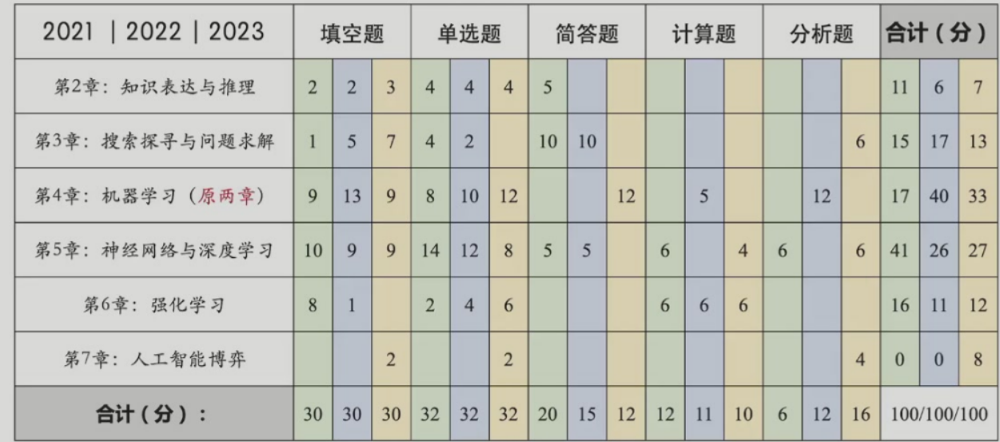 2021 | 2022 | 2023 填空题 单选题 简答题 计算题 分析题 合计（分）
第2章：知识表达与推理 2 2 3 4 4 4 5 11 6 7
第3章：搜索探寻与问题求解 1 5 7 4 2 10 10 6 15 17 13
第4章：机器学习（原两章） 9 13 9 8 10 12 12 5 12 17 40 33
第5章：神经网络与深度学习 10 9 9 14 12 8 5 5 6 4 6 6 41 26 27
第6章：强化学习 8 1 2 4 6 6 6 6 16 11 12
第7章：人工智能博弈 2 2 4 0 0 8
合计（分）： 30 30 30 32 32 32 20 15 12 12 11 10 6 12 16 100/100/100